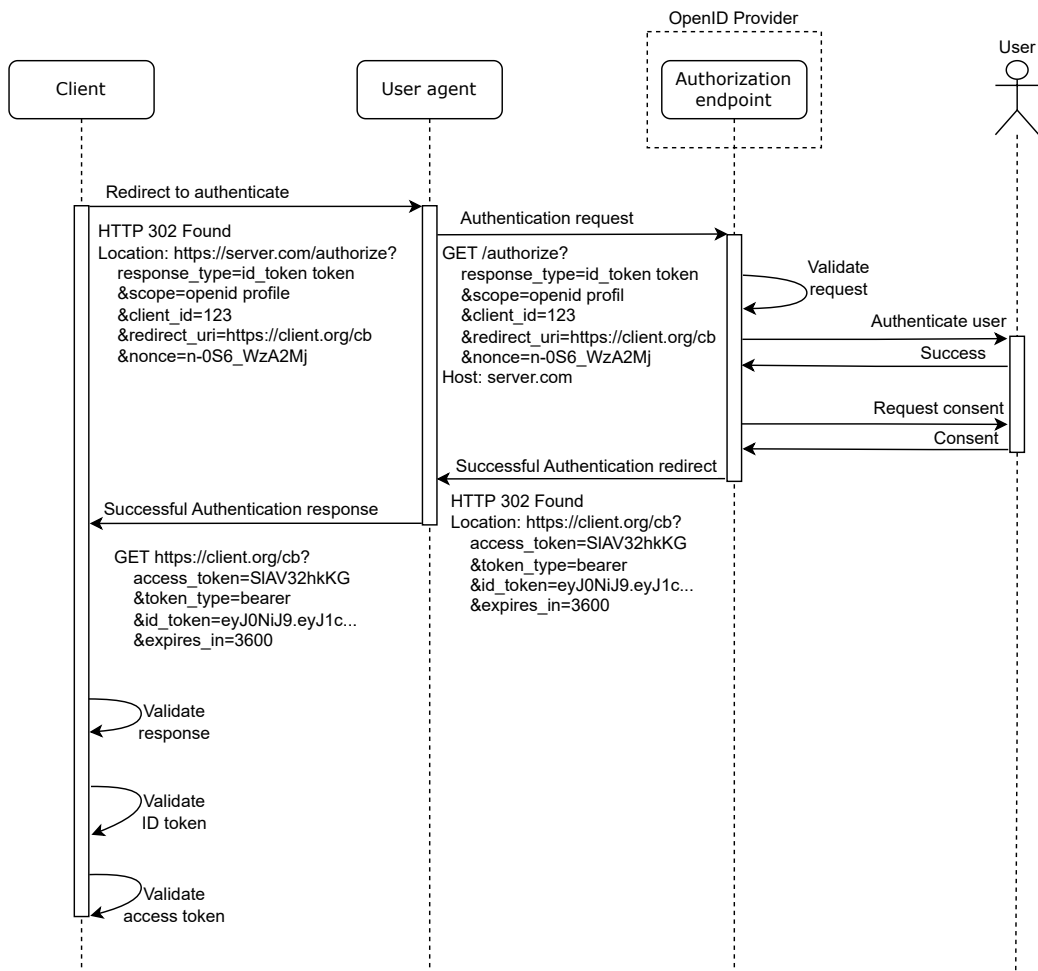 OpenID Provider
User
Client
User agent
Authorization
endpoint
Redirect to authenticate
HTTP 302 Found
Location: https://server.com/authorize?
response_type=id_token token
&scope=openid profile
&client_id=123
&redirect_uri=https://client.org/cb
&nonce=n-0S6_WzA2Mj
Authentication request
GET /authorize?
response_type=id_token token
&scope=openid profil
&client_id=123
&redirect_uri=https://client.org/cb
&nonce=n-0S6_WzA2Mj
Host: server.com
Validate
request
Authenticate user
Success
Request consent
Consent
Successful Authentication redirect
HTTP 302 Found
Location: https://client.org/cb?
access_token=SlAV32hkKG
&token_type=bearer
&id_token=eyJ0NiJ9.eyJ1c...
&expires_in=3600
Successful Authentication response
GET https://client.org/cb?
access_token=SlAV32hkKG
&token_type=bearer
&id_token=eyJ0NiJ9.eyJ1c...
&expires_in=3600
Validate
response
Validate
ID token
Validate
access token